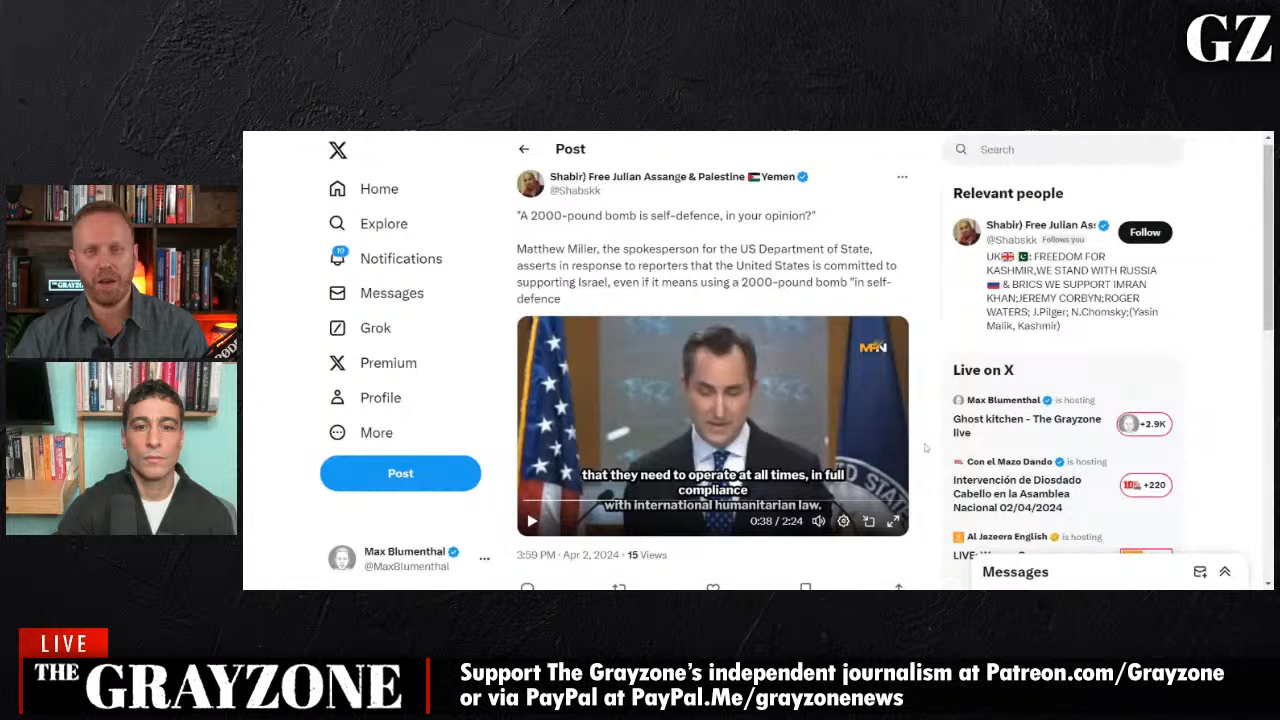 GZ
Post
Search
Home
Explore
19
Notifications
Messages
Grok
Premium
Profile
More
Post
Max Blumenthal
@MaxBlumenthal
Shabir) Free Julian Assange & Palestine 🇵🇸Yemen
@Shabskk
"A 2000-pound bomb is self-defence, in your opinion?"
Matthew Miller, the spokesperson for the US Department of State,
asserts in response to reporters that the United States is committed to
supporting Israel, even if it means using a 2000-pound bomb "in self-
defence
that they need to operate at all times, in full
compliance
with international humanitarian law.
0:38 / 2:24
3:59 PM · Apr 2, 2024 · 15 Views
Relevant people
Shabir) Free Julian As
@Shabskk Follows you
Follow
UK🇬🇧 🇵🇰: FREEDOM FOR
KASHMIR,WE STAND WITH RUSSIA
🇷🇺 & BRICS WE SUPPORT IMRAN
KHAN;JEREMY CORBYN;ROGER
WATERS; J.Pilger; N.Chomsky;(Yasin
Malik, Kashmir)
Live on X
Max Blumenthal is hosting
Ghost kitchen - The Grayzone
live
+2.9K
Con el Mazo Dando is hosting
Intervención de Diosdado
Cabello en la Asamblea
Nacional 02/04/2024
+220
Al Jazeera English is hosting
LIVE:
Messages
LIVE
THE GRAYZONE
Support The Grayzone's independent journalism at Patreon.com/Grayzone
or via PayPal at PayPal.Me/grayzonenews